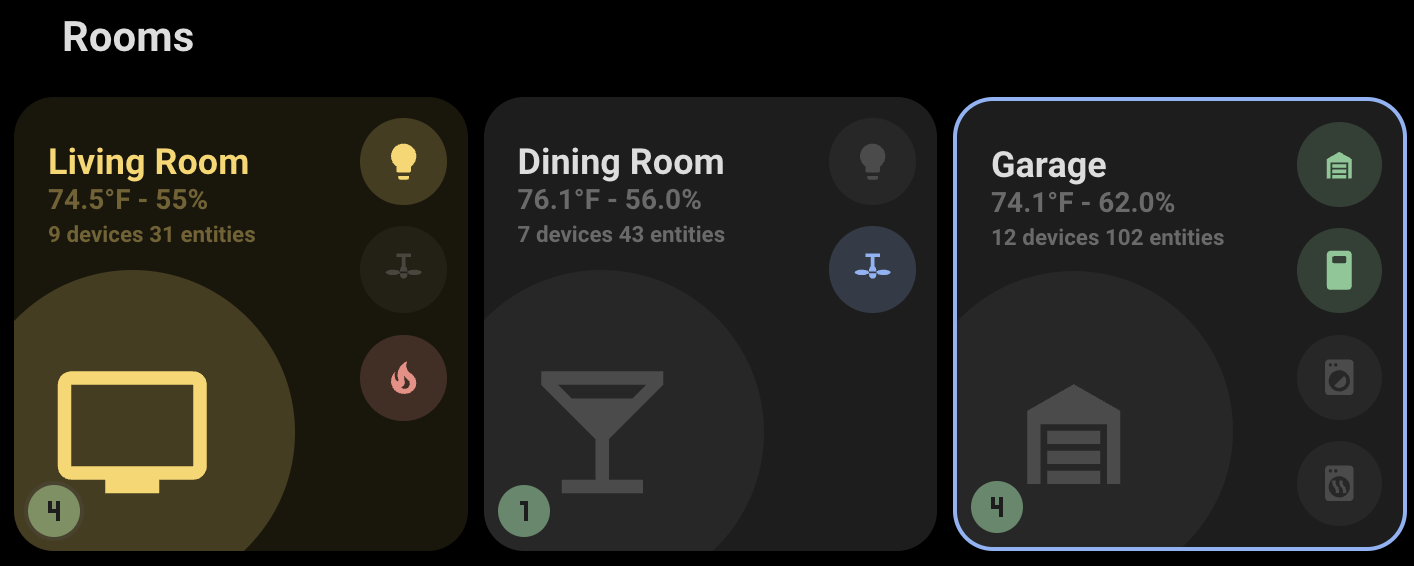 Rooms
Living Room
74.5°F - 55%
9 devices 31 entities
4
Dining Room
76.1°F - 56.0%
7 devices 43 entities
1
Garage
74.1°F - 62.0%
12 devices 102 entities
4